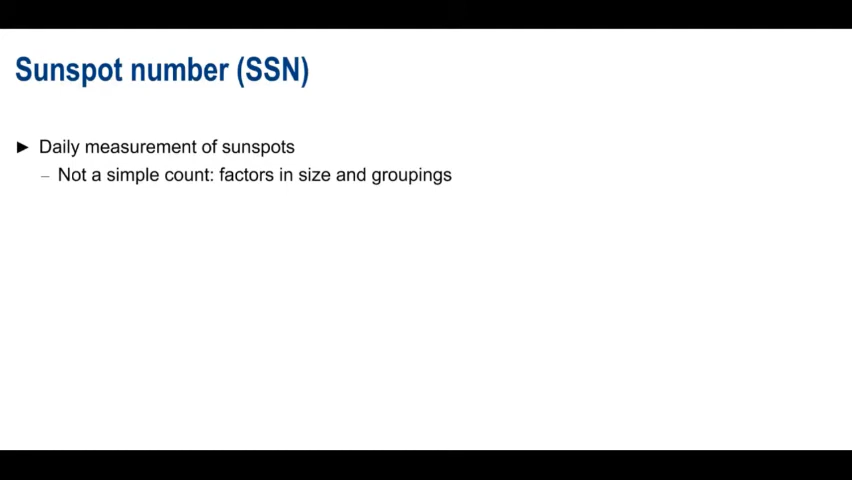 Sunspot number (SSN)
► Daily measurement of sunspots
– Not a simple count: factors in size and groupings